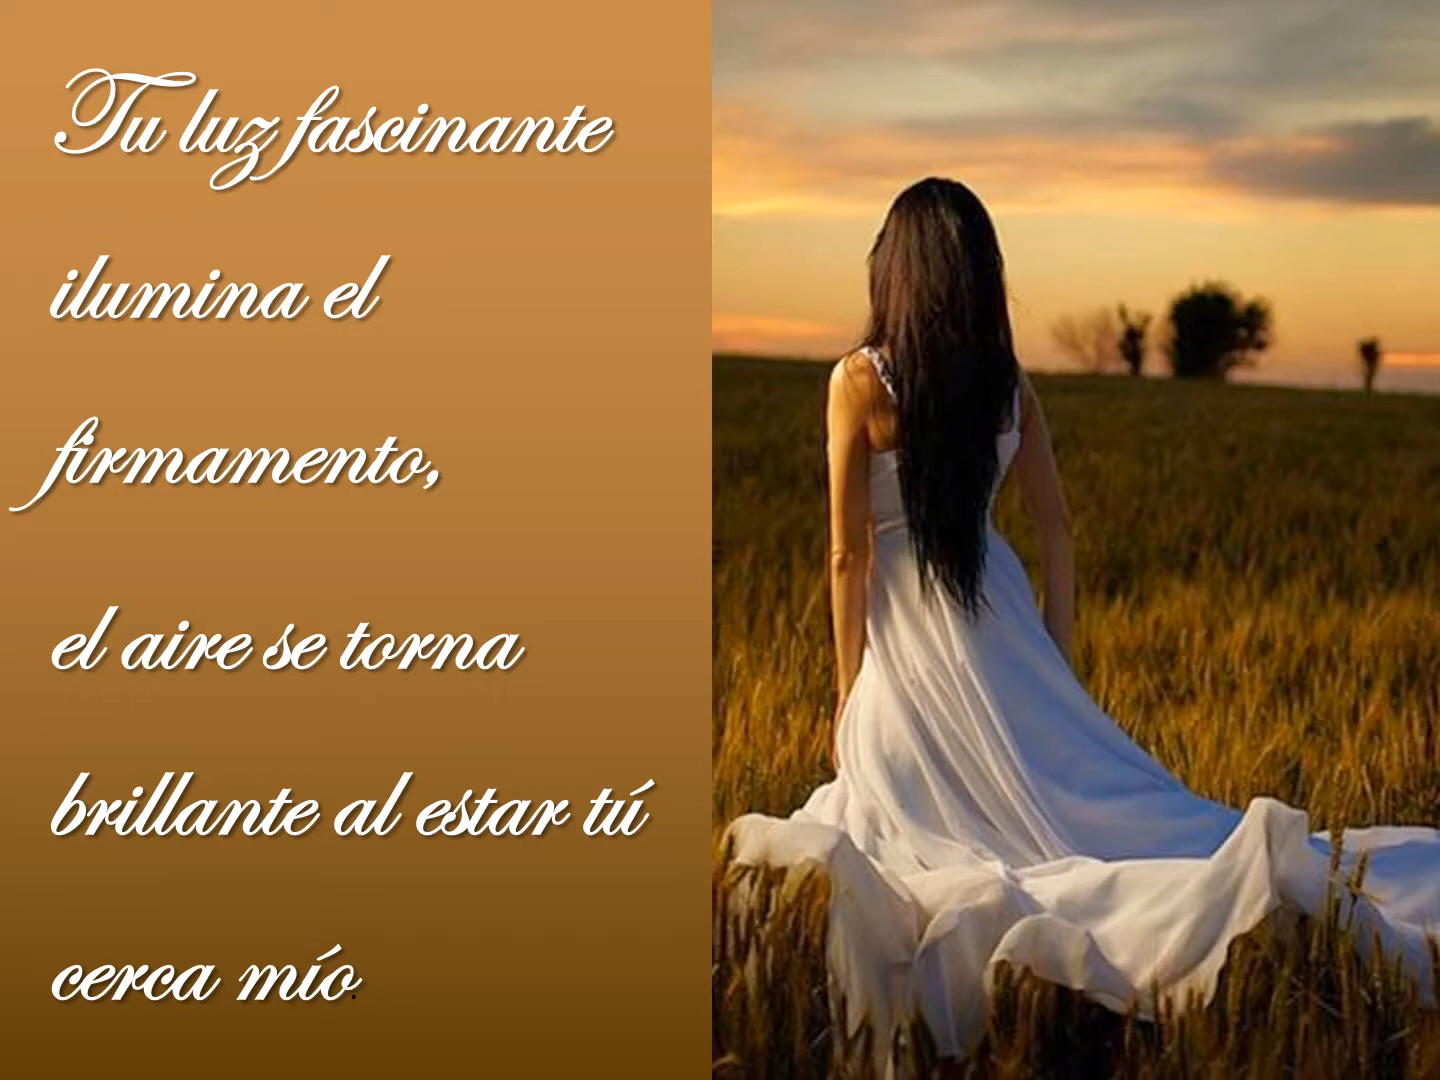 Tu luz fascinante
ilumina el
firmamento,
el aire se torna
brillante al estar tú
cerca mío.